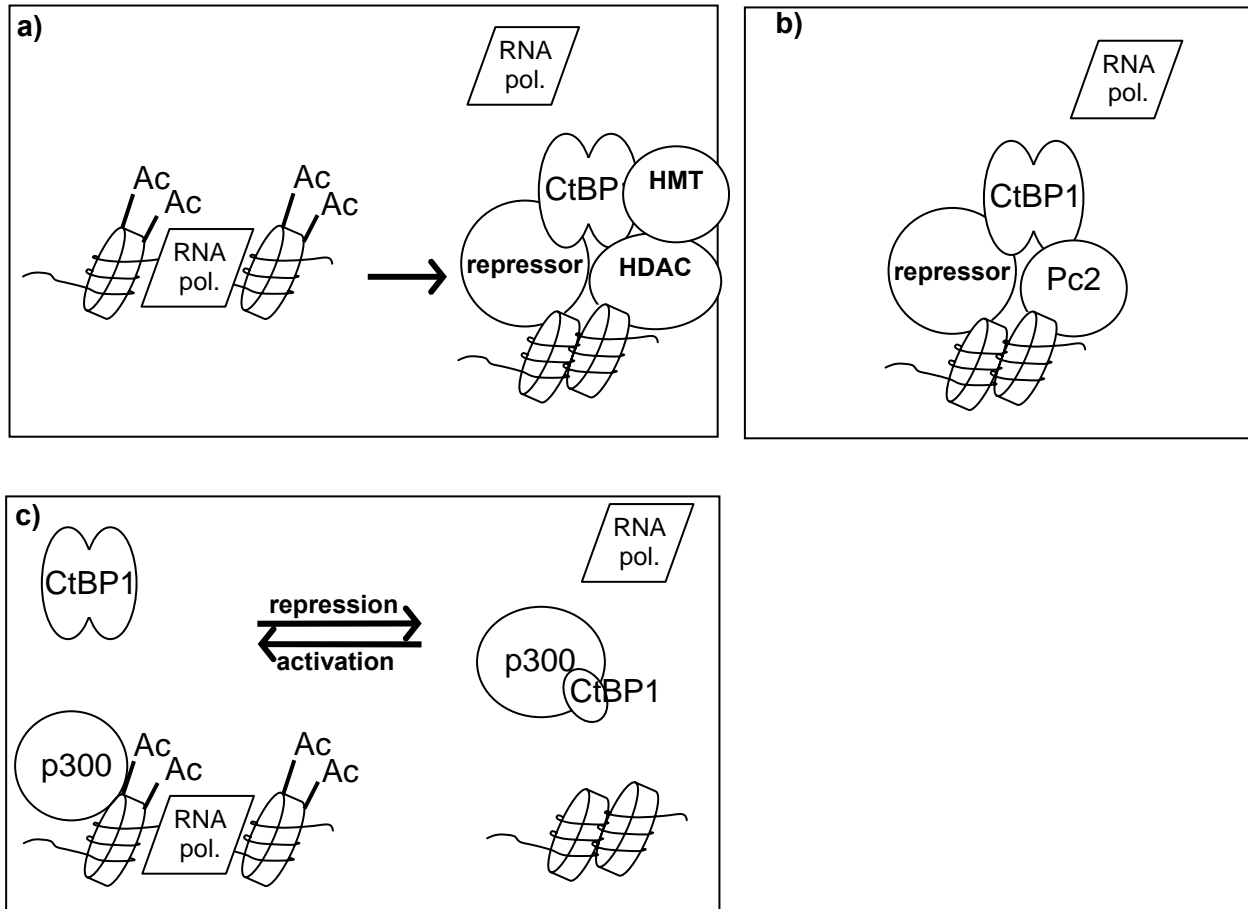 a)
RNA
pol.
Ac
Ac
Ac
Ac
RNA
pol.
CtBP1
HMT
repressor
HDAC
b)
RNA
pol.
CtBP1
repressor
Pc2
c)
CtBP1
RNA
pol.
repression
activation
p300
CtBP1
p300
Ac
Ac
Ac
Ac
RNA
pol.